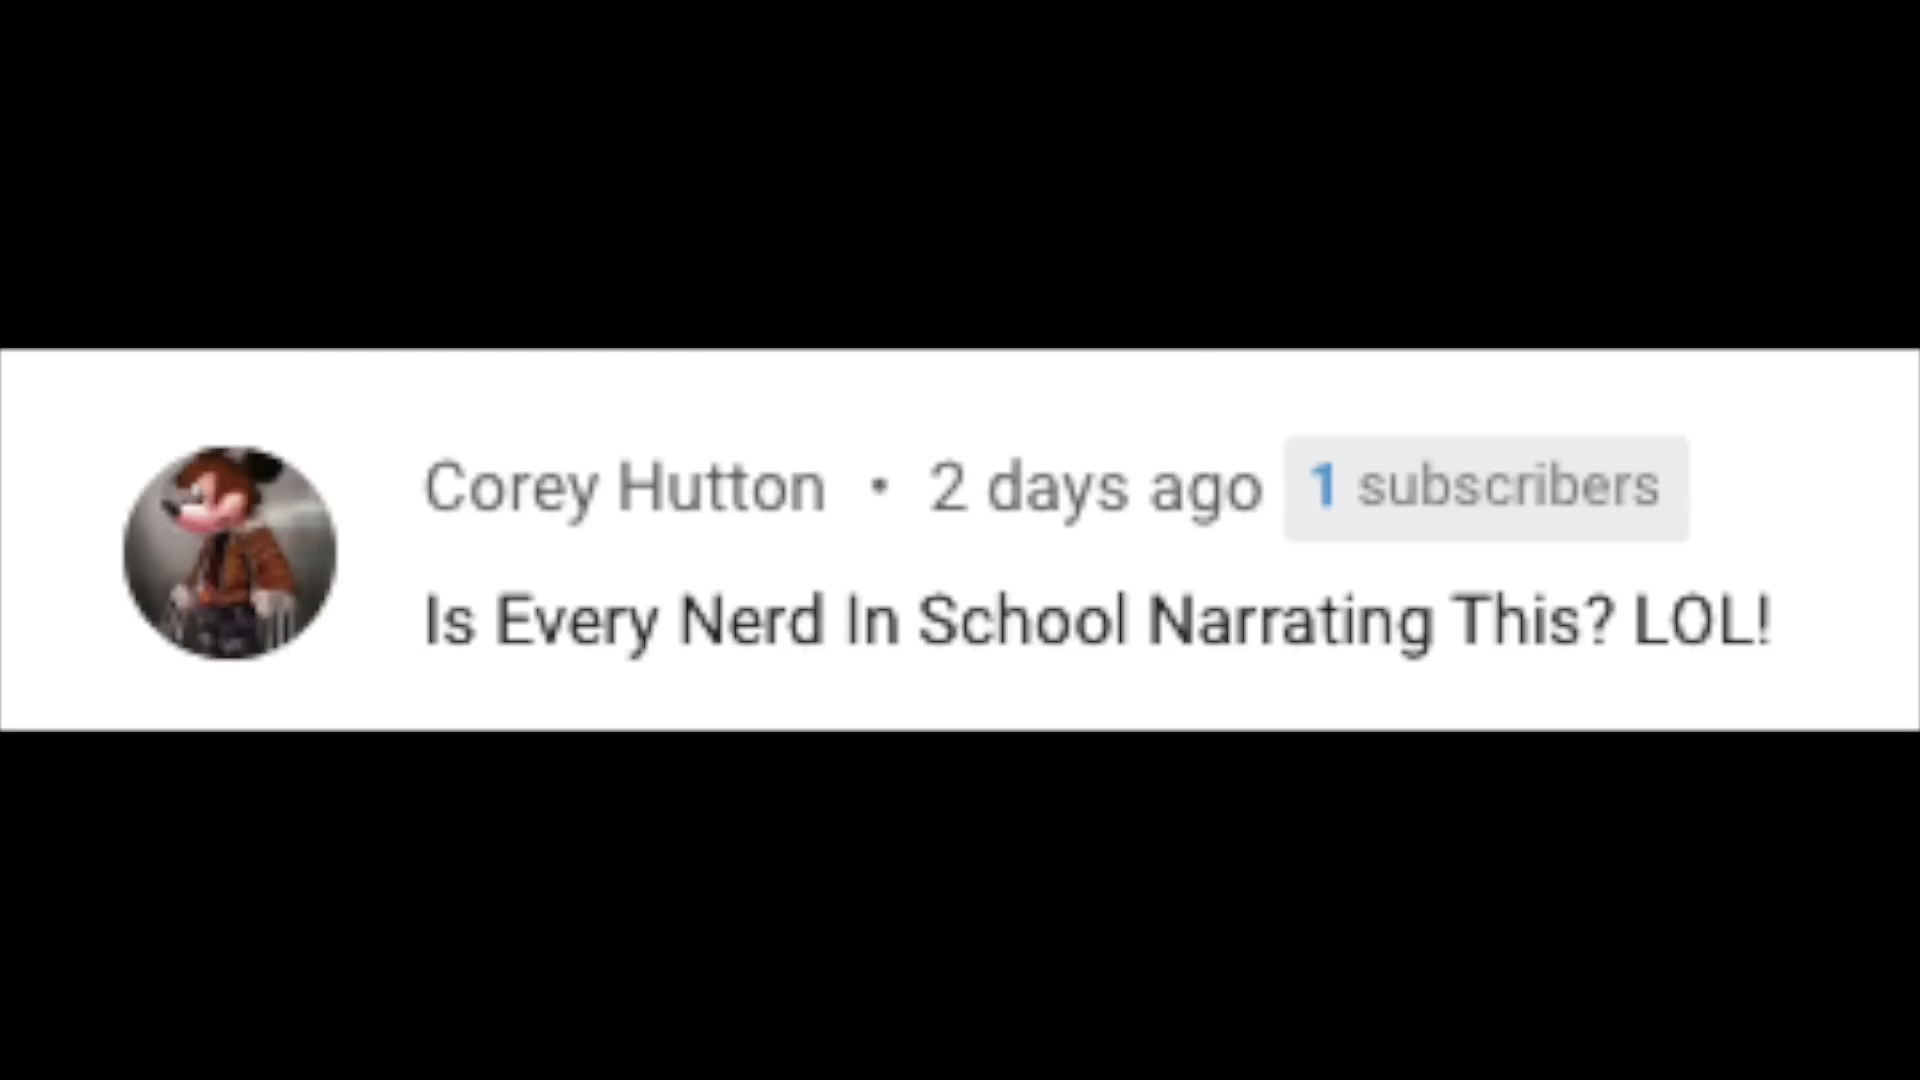 Corey Hutton • 2 days ago 1 subscribers
Is Every Nerd In School Narrating This? LOL!